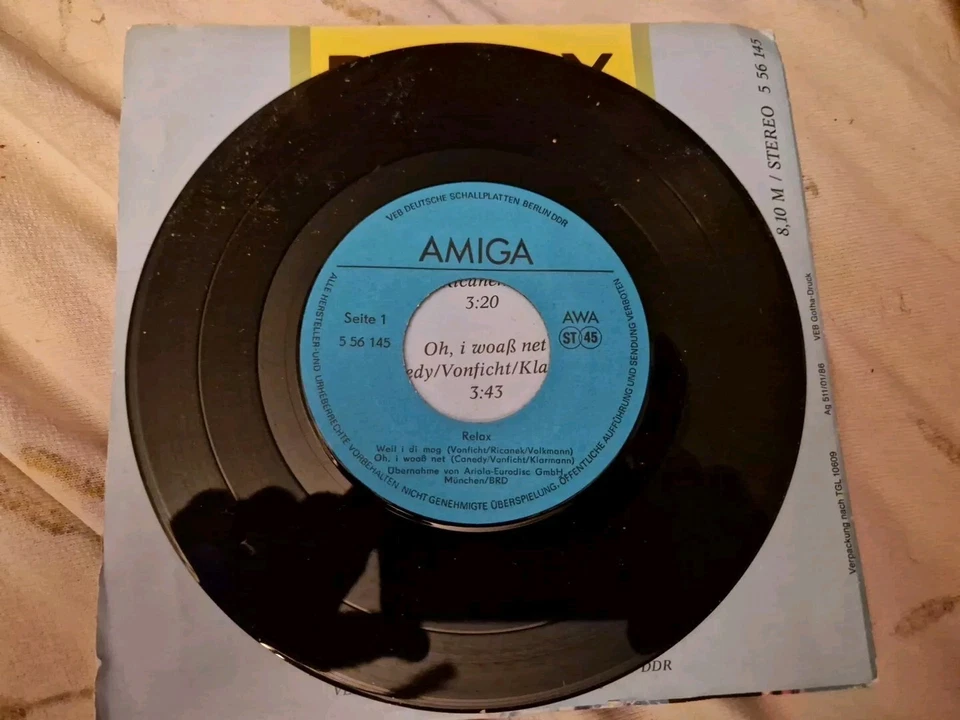 8,10 M / STEREO 5 56 145
VEB DEUTSCHE SCHALLPLATTEN BERLIN DDR
AMIGA
3:20
Seite 1
5 56 145
AWA
ST 45
Oh, i woaß net
edy/Vonficht/Kla
3:43
Relax
Weil i di mog (Vonficht/Ricanek/Volkmann)
Oh, i woaß net (Canedy/Vonficht/Klarmann)
Übernahme von Ariola-Eurodisc GmbH,
München/BRD
ALLE HERSTELLER- UND URHEBERRECHTE VORBEHALTEN. NICHT GENEHMIGTE ÜBERSPIELUNG, ÖFFENTLICHE AUFFÜHRUNG UND SENDUNG VERBOTEN
Ag 511/01/86 VEB Gotha-Druck
Verpackung nach TGL 10609
DDR